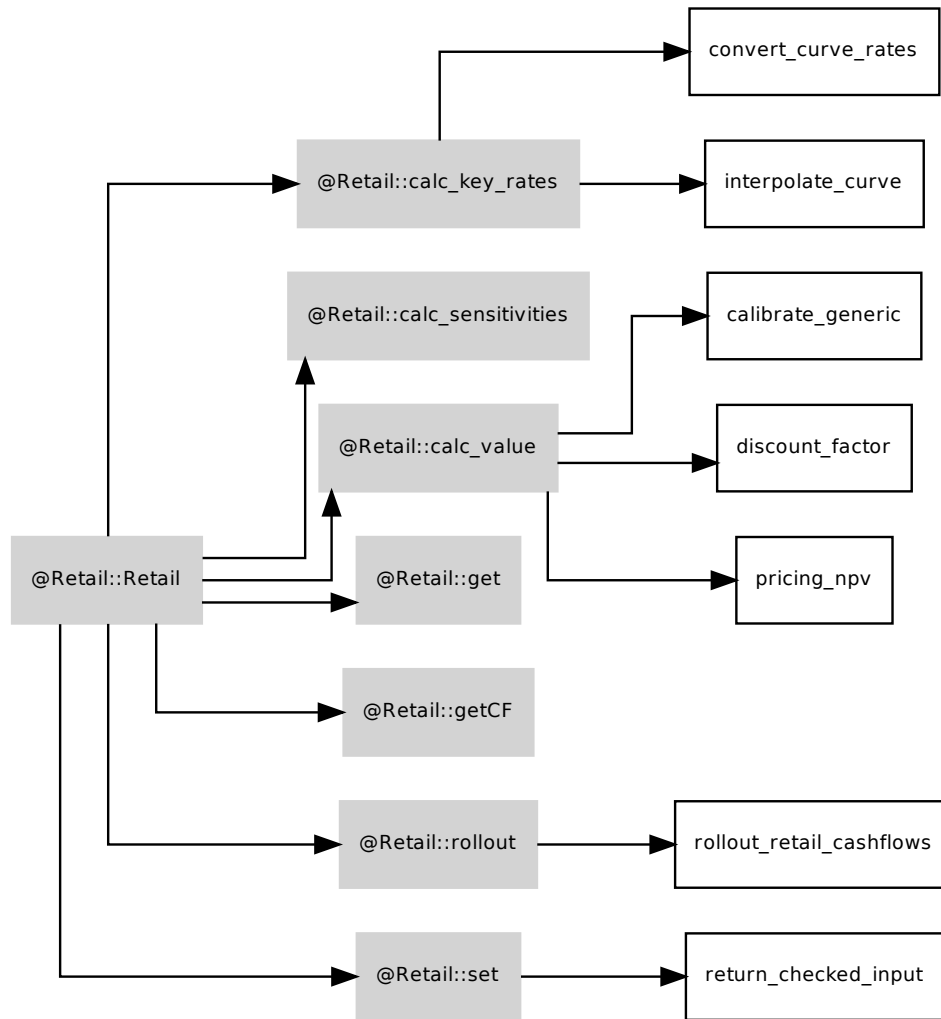 convert_curve_rates
@Retail::calc_key_rates
interpolate_curve
@Retail::calc_sensitivities
calibrate_generic
@Retail::calc_value
discount_factor
@Retail::Retail
@Retail::get
pricing_npv
@Retail::getCF
@Retail::rollout
rollout_retail_cashflows
@Retail::set
return_checked_input